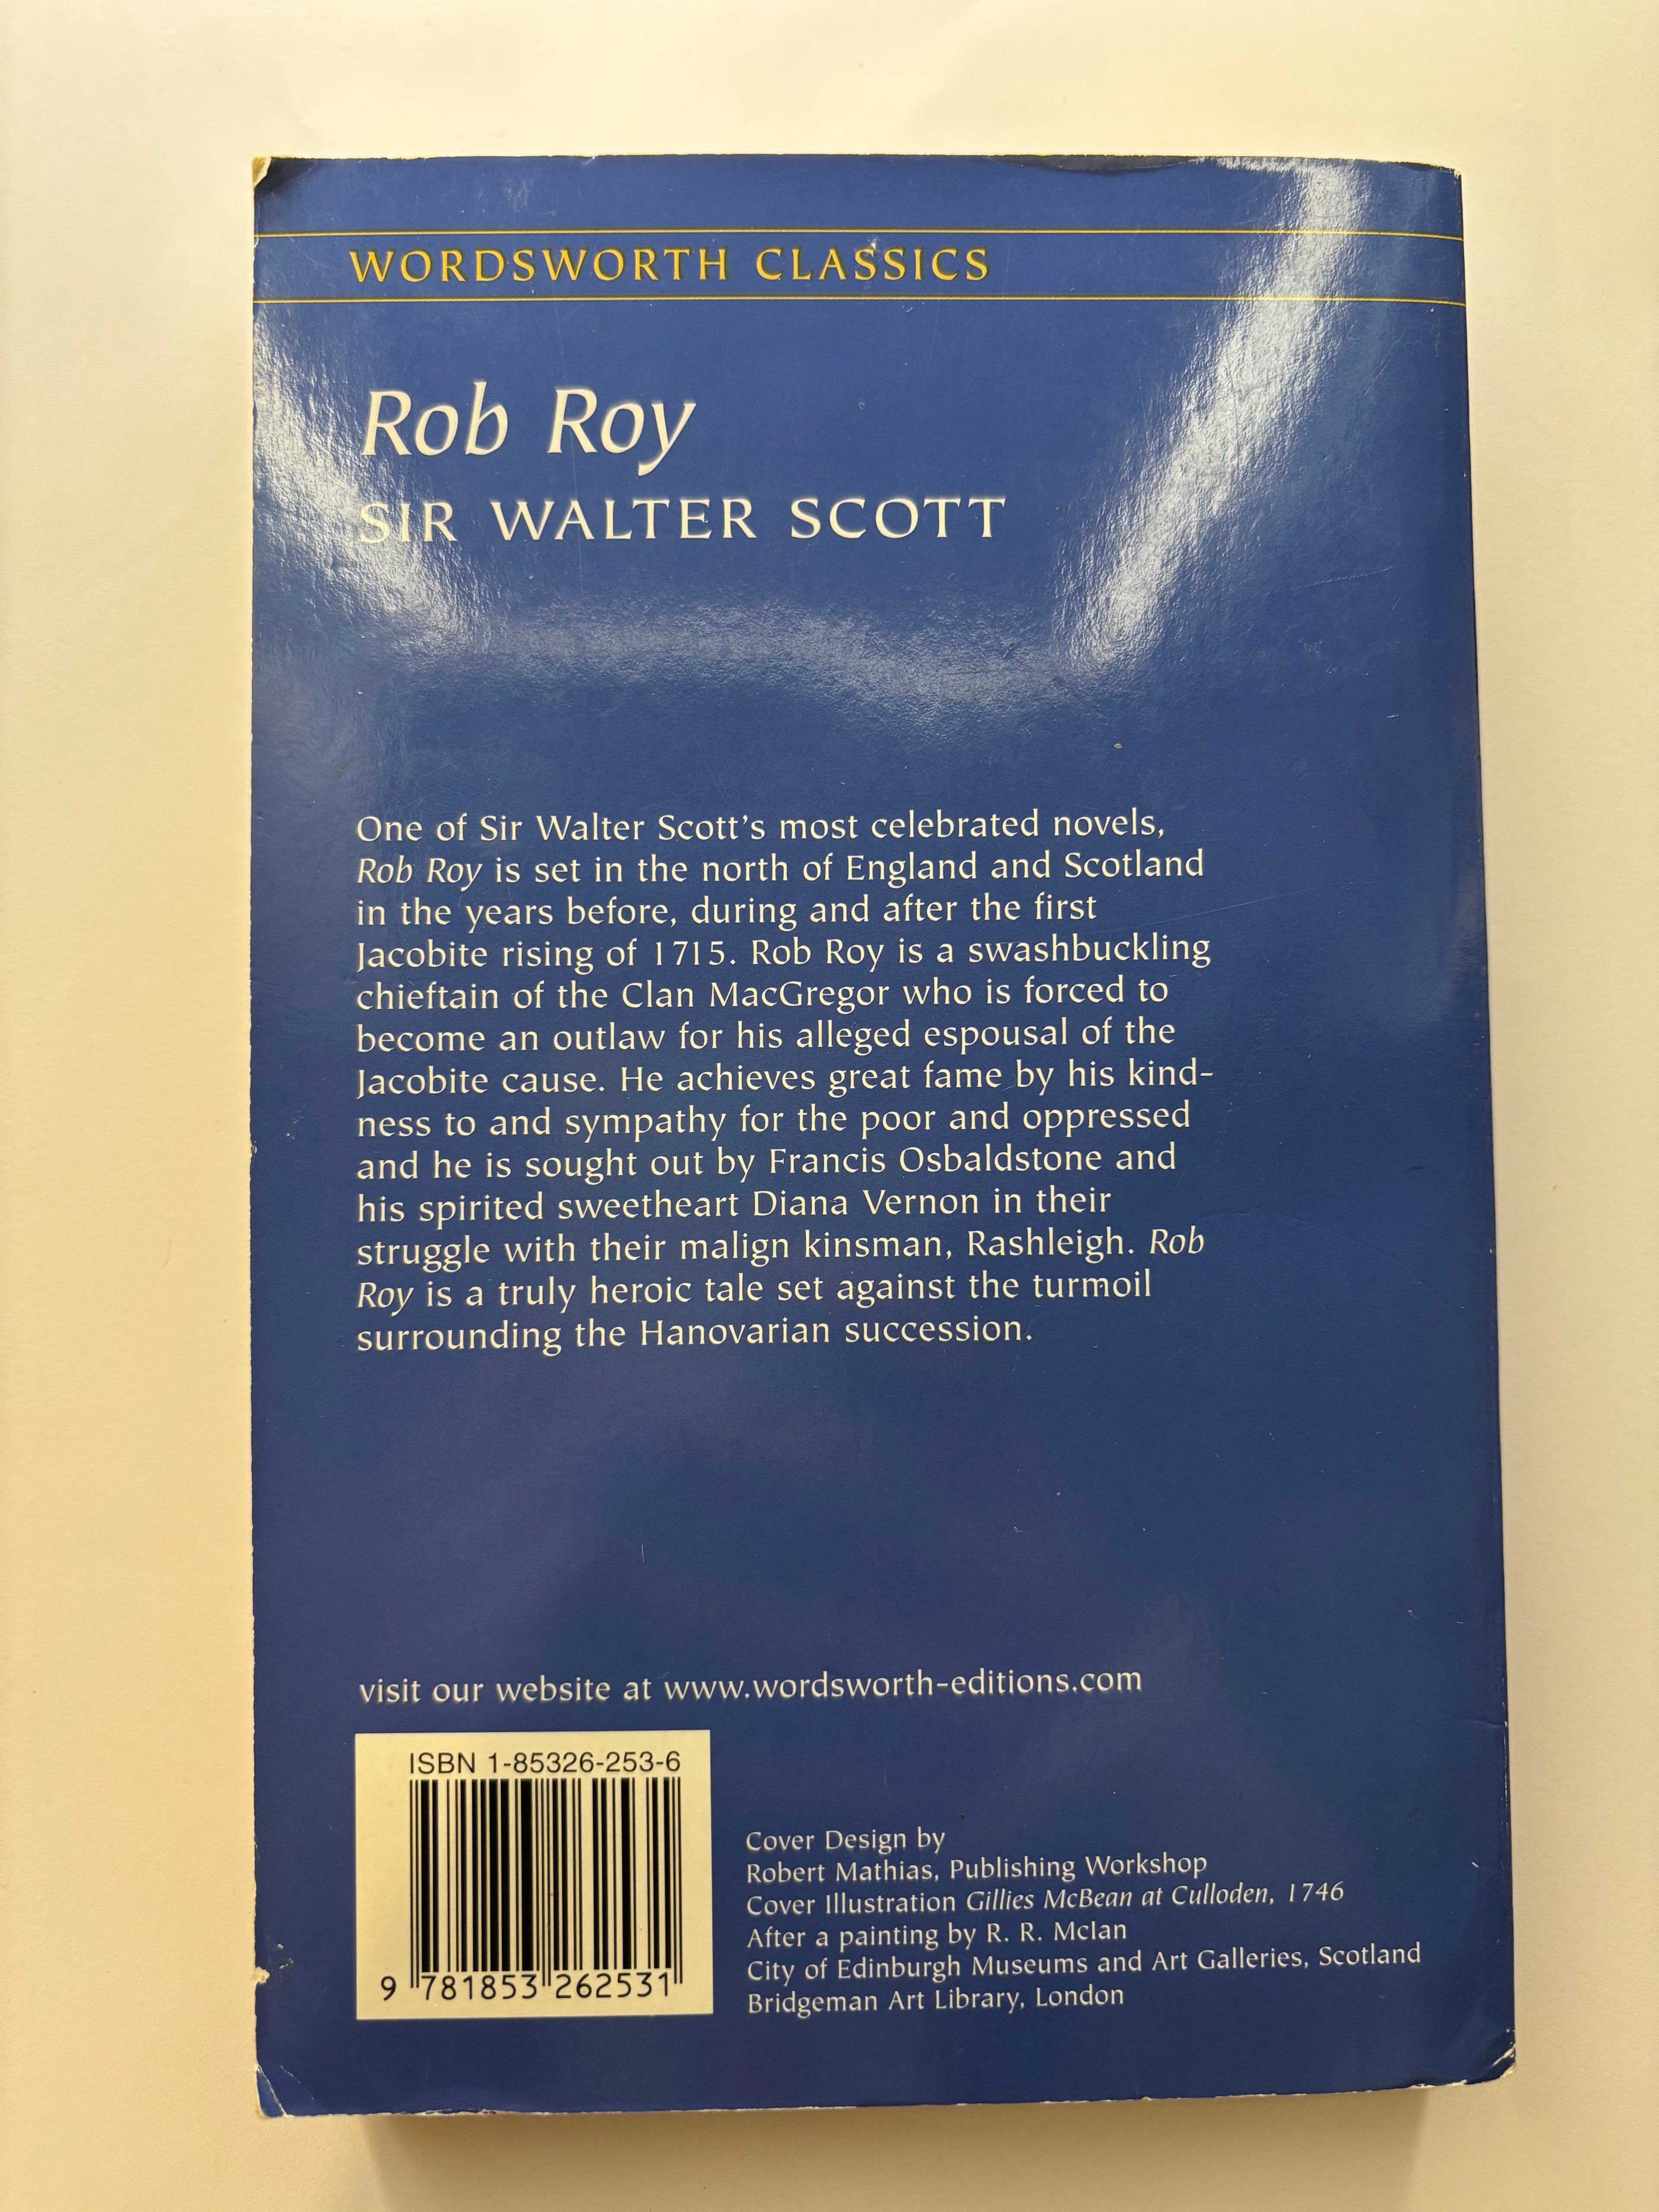 WORDSWORTH CLASSICS
Rob Roy
SIR WALTER SCOTT
One of Sir Walter Scott's most celebrated novels,
Rob Roy is set in the north of England and Scotland
in the years before, during and after the first
Jacobite rising of 1715. Rob Roy is a swashbuckling
chieftain of the Clan MacGregor who is forced to
become an outlaw for his alleged espousal of the
Jacobite cause. He achieves great fame by his kind-
ness to and sympathy for the poor and oppressed
and he is sought out by Francis Osbaldstone and
his spirited sweetheart Diana Vernon in their
struggle with their malign kinsman, Rashleigh. Rob
Roy is a truly heroic tale set against the turmoil
surrounding the Hanovarian succession.
visit our website at www.wordsworth-editions.com
ISBN 1-85326-253-6
9 781853 262531
Cover Design by
Robert Mathias, Publishing Workshop
Cover Illustration Gillies McBean at Culloden, 1746
After a painting by R. R. McIan
City of Edinburgh Museums and Art Galleries, Scotland
Bridgeman Art Library, London